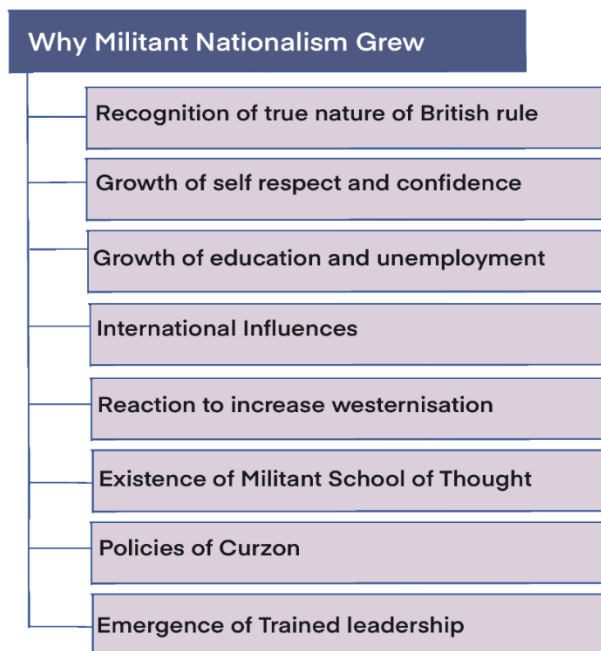 Why Militant Nationalism Grew
Recognition of true nature of British rule
Growth of self respect and confidence
Growth of education and unemployment
International Influences
Reaction to increase westernisation
Existence of Militant School of Thought
Policies of Curzon
Emergence of Trained leadership